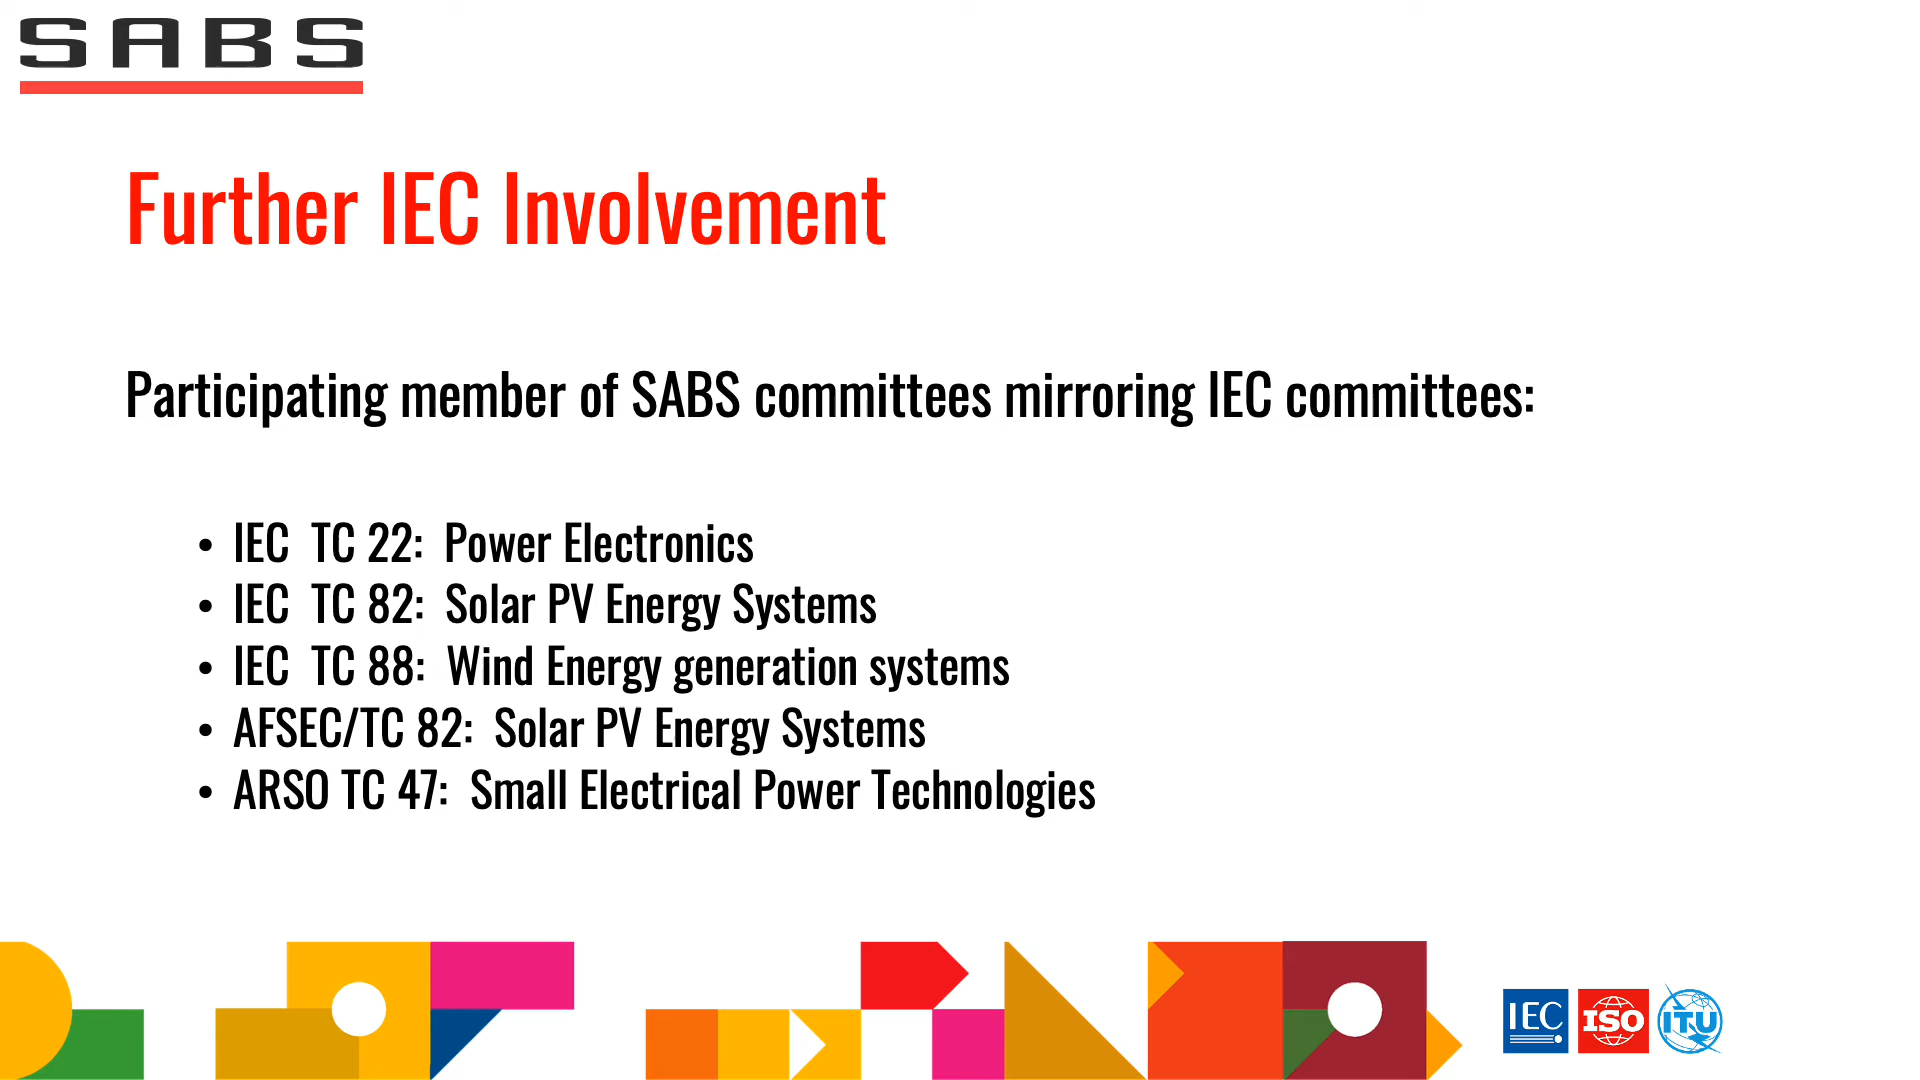 SABS
Further IEC Involvement
Participating member of SABS committees mirroring IEC committees:
• IEC  TC 22:  Power Electronics
• IEC  TC 82:  Solar PV Energy Systems
• IEC  TC 88:  Wind Energy generation systems
• AFSEC/TC 82:  Solar PV Energy Systems
• ARSO TC 47:  Small Electrical Power Technologies
IEC ISO ITU